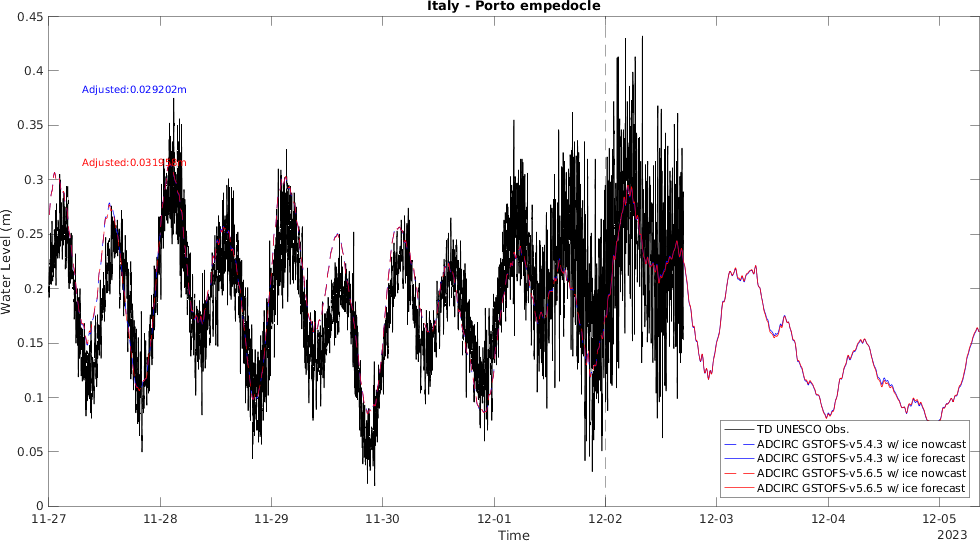 Italy - Porto empedocle
0.45
0.4
0.35
0.3
0.25
0.2
0.15
0.1
0.05
0
Water Level (m)
Adjusted:0.029202m
TD UNESCO Obs.
ADCIRC GSTOFS-v5.4.3 w/ ice nowcast
ADCIRC GSTOFS-v5.4.3 w/ ice forecast
ADCIRC GSTOFS-v5.6.5 w/ ice nowcast
ADCIRC GSTOFS-v5.6.5 w/ ice forecast
11-27 11-28 11-29 11-30 12-01 12-02 12-03 12-04 12-05
Time
2023